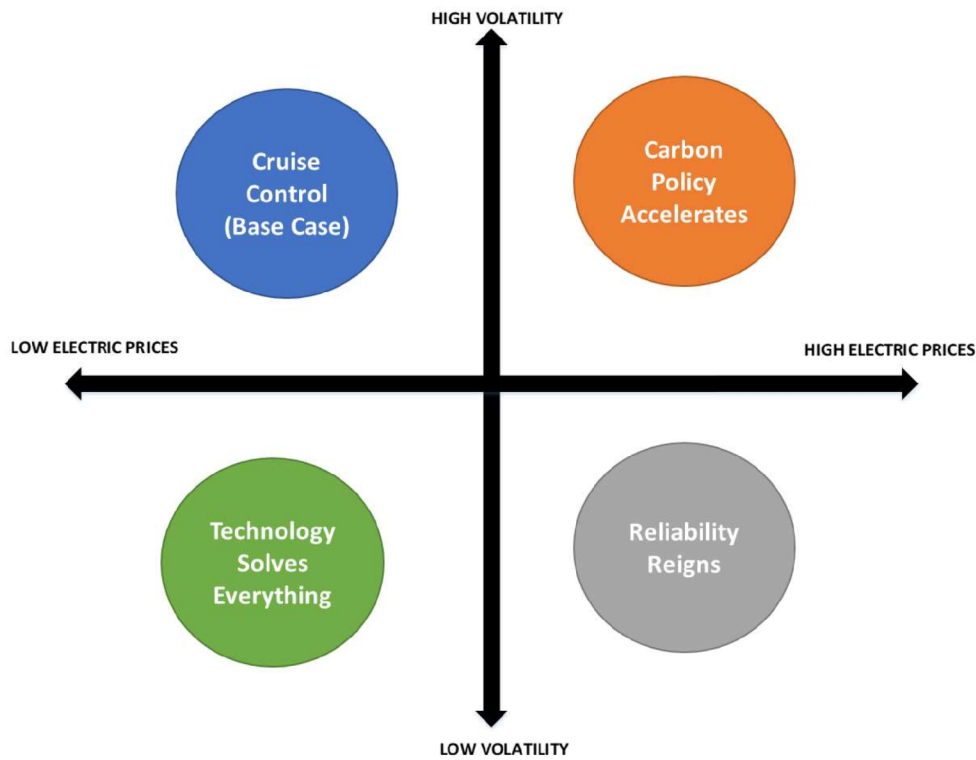 HIGH VOLATILITY
Cruise
Control
(Base Case)
Carbon
Policy
Accelerates
LOW ELECTRIC PRICES
HIGH ELECTRIC PRICES
Technology
Solves
Everything
Reliability
Reigns
LOW VOLATILITY